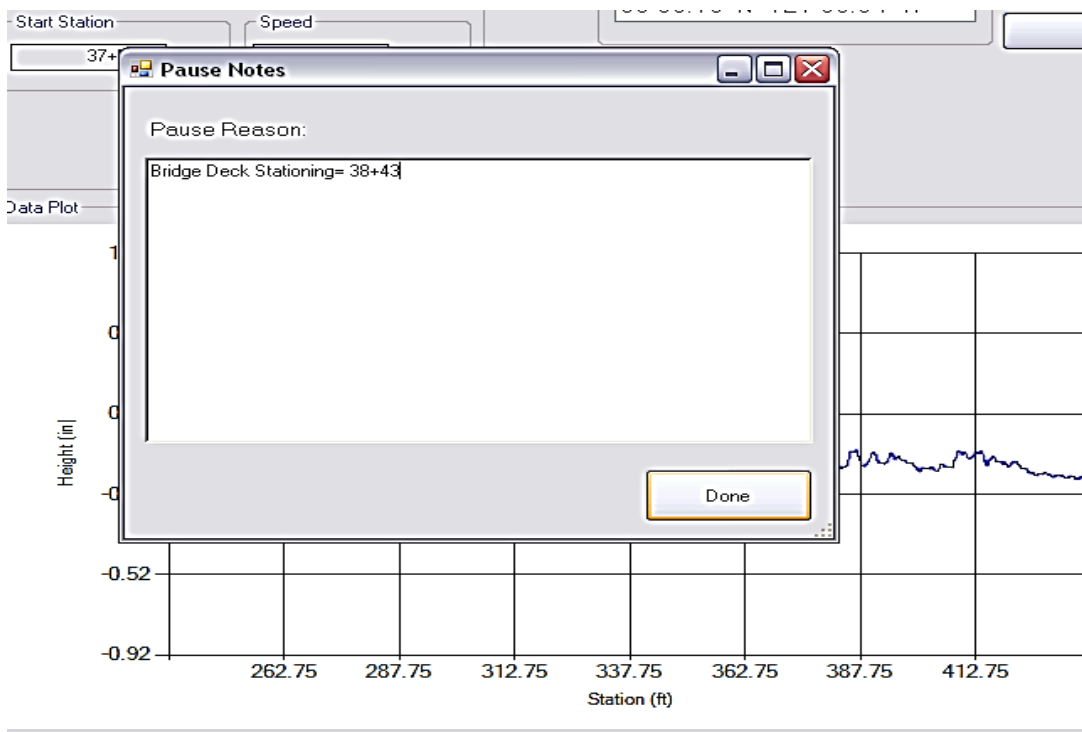 Start Station
Speed
37+
Pause Notes
Pause Reason:
Bridge Deck Stationing= 38+43
Data Plot
Height (in)
Done
-0.52
-0.92
262.75 287.75 312.75 337.75 362.75 387.75 412.75
Station (ft)